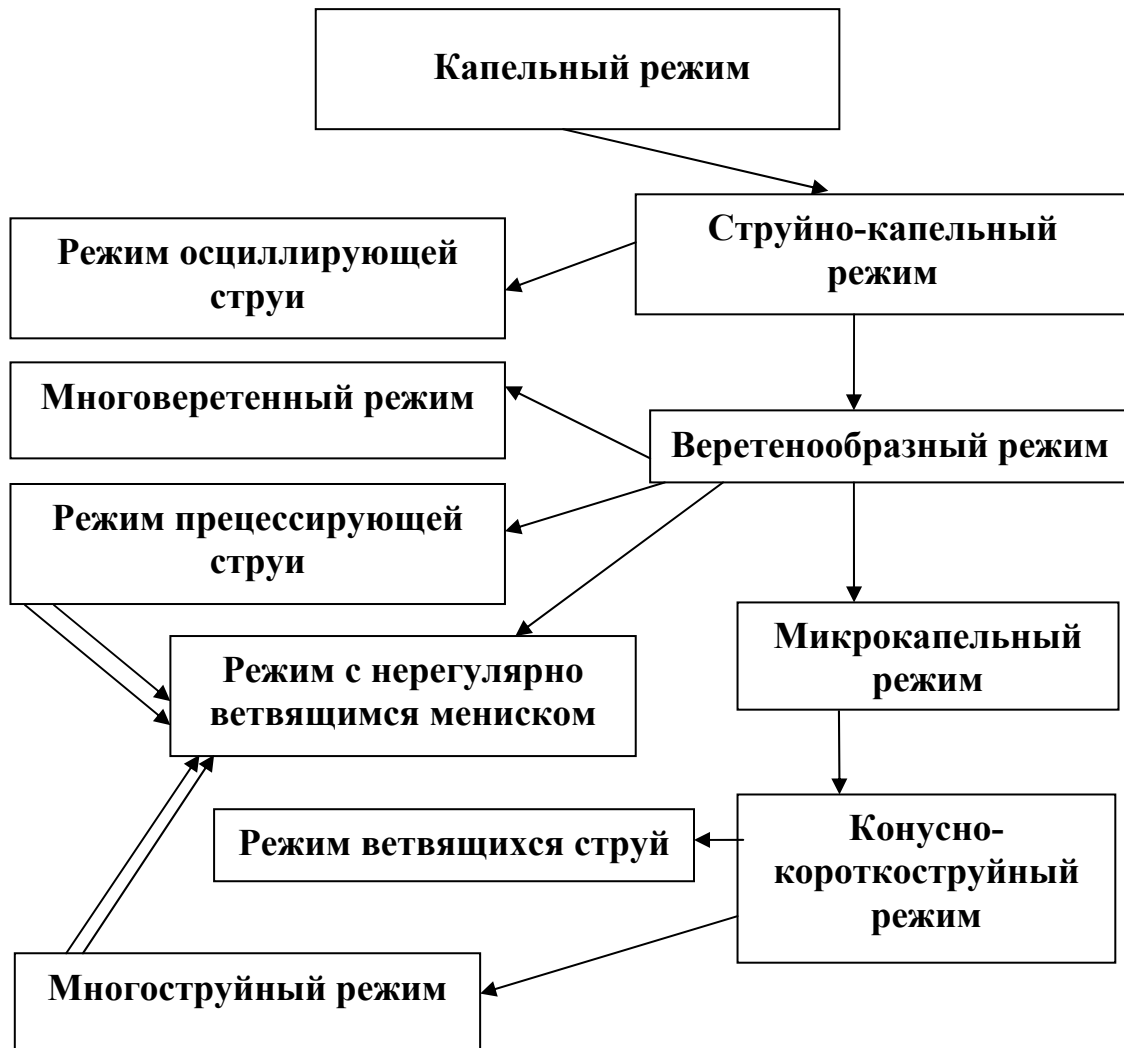 Капельный режим
Струйно-капельный
режим
Режим осциллирующей
струи
Многоверетенный режим
Веретенообразный режим
Режим прецессирующей
струи
Микрокапельный
режим
Режим с нерегулярно
ветвящимся мениском
Режим ветвящихся струй
Конусно-
короткоструйный
режим
Многоструйный режим